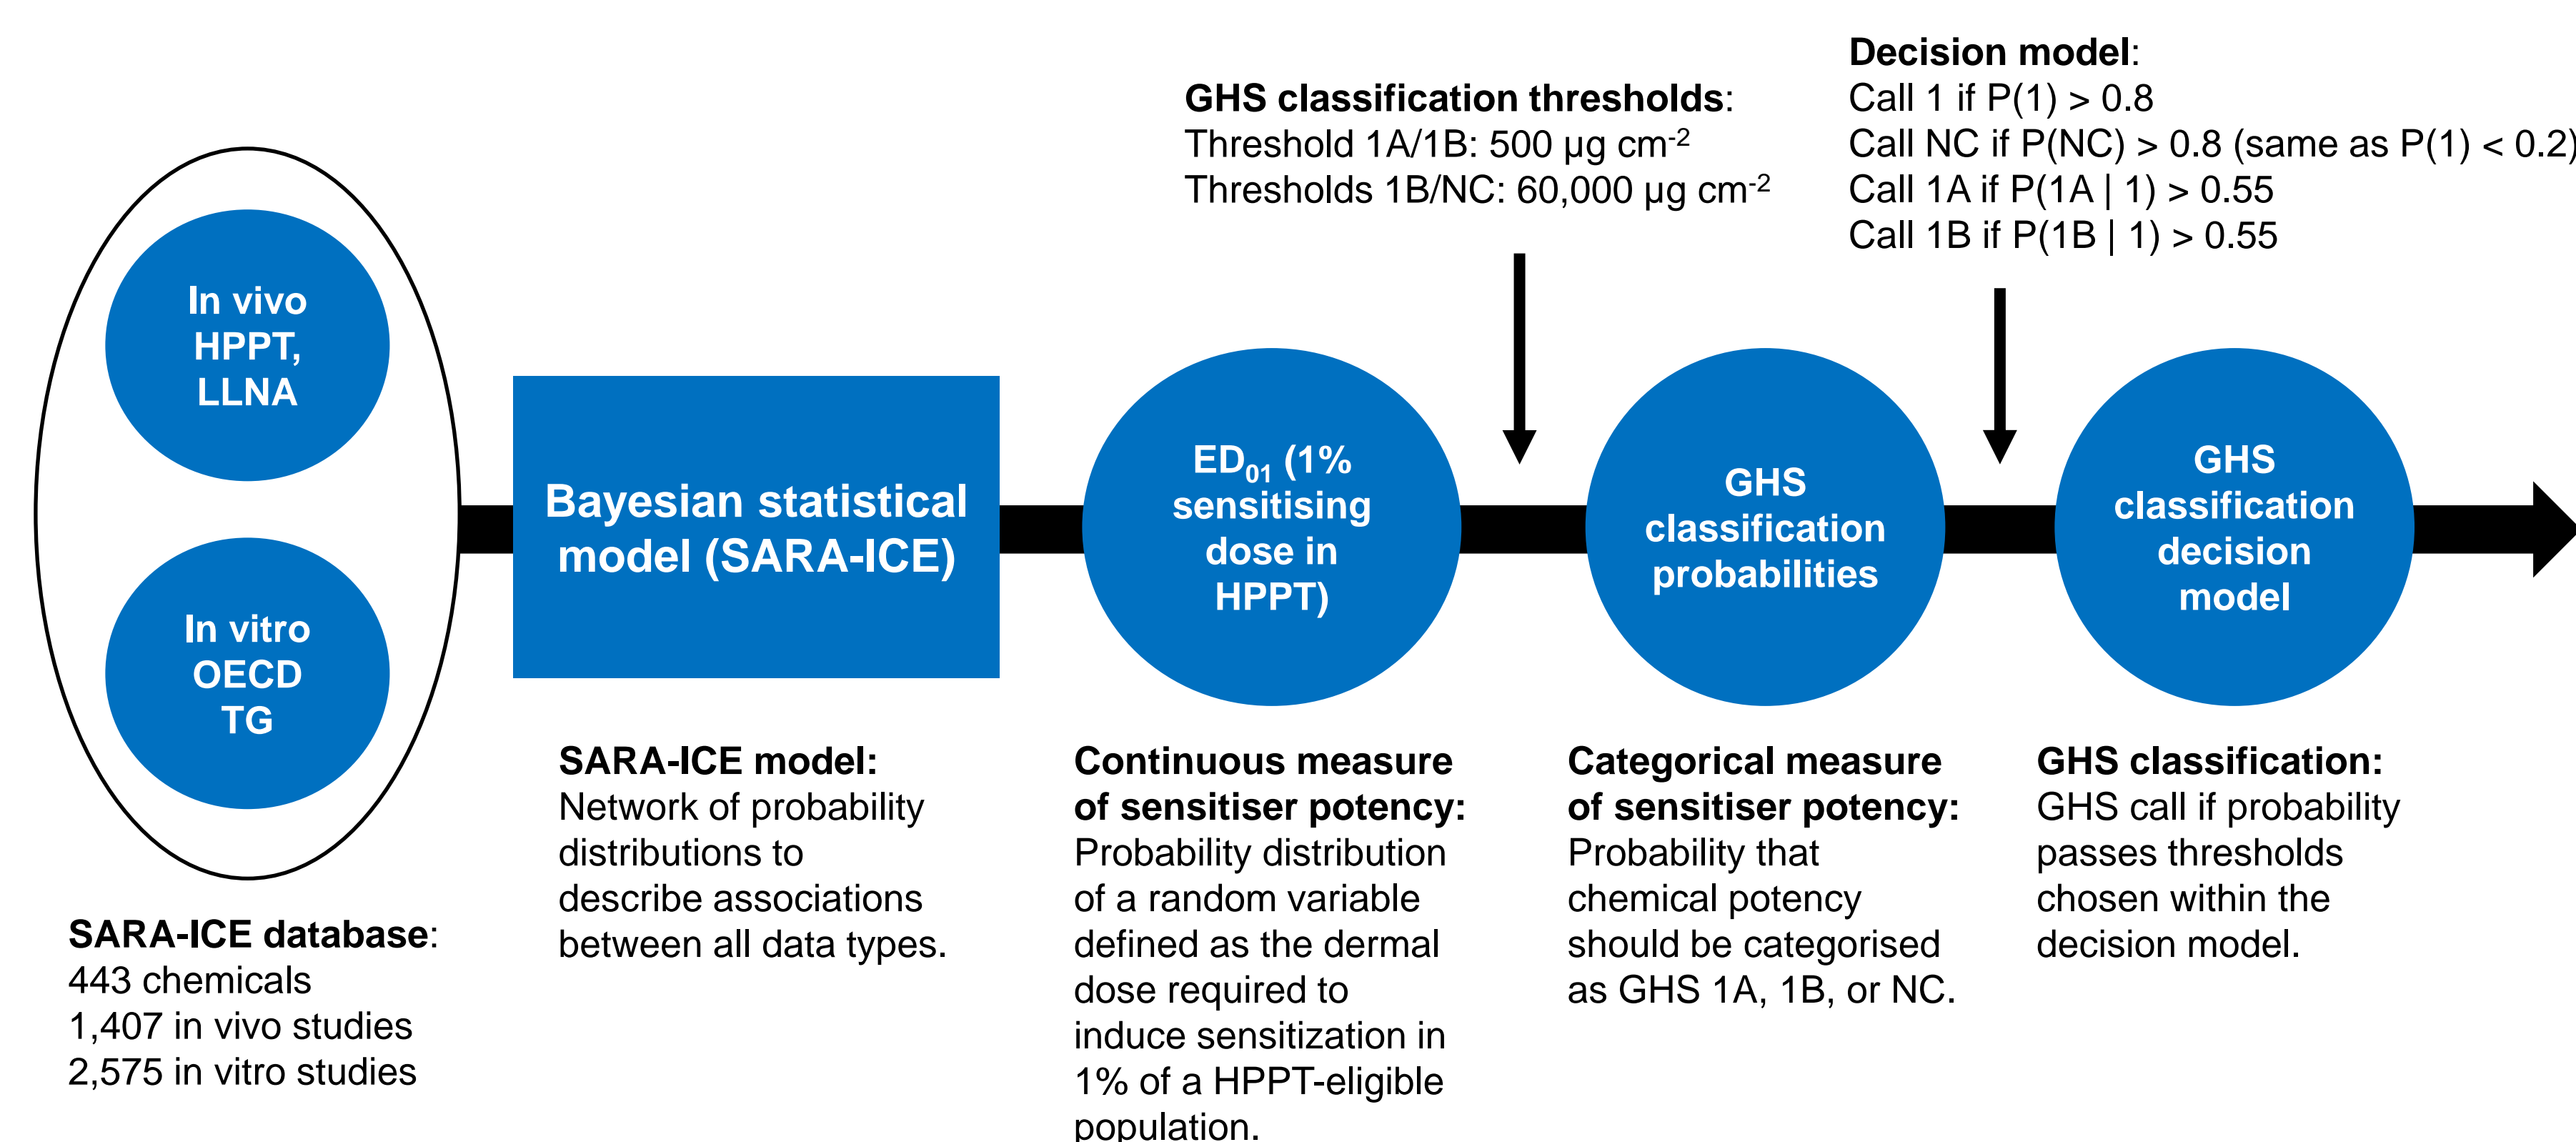 In vivo
HPPT,
LLNA
In vitro
OECD
TG
SARA-ICE database:
443 chemicals
1,407 in vivo studies
2,575 in vitro studies
Bayesian statistical
model (SARA-ICE)
SARA-ICE model:
Network of probability
distributions to
describe associations
between all data types.
ED01 (1%
sensitising
dose in
HPPT)
Continuous measure
of sensitiser potency:
Probability distribution
of a random variable
defined as the dermal
dose required to
induce sensitization in
1% of a HPPT-eligible
population.
GHS classification thresholds:
Threshold 1A/1B: 500 µg cm-2
Thresholds 1B/NC: 60,000 µg cm-2
GHS
classification
probabilities
Categorical measure
of sensitiser potency:
Probability that
chemical potency
should be categorised
as GHS 1A, 1B, or NC.
Decision model:
Call 1 if P(1) > 0.8
Call NC if P(NC) > 0.8 (same as P(1) < 0.2)
Call 1A if P(1A | 1) > 0.55
Call 1B if P(1B | 1) > 0.55
GHS
classification
decision
model
GHS classification:
GHS call if probability
passes thresholds
chosen within the
decision model.